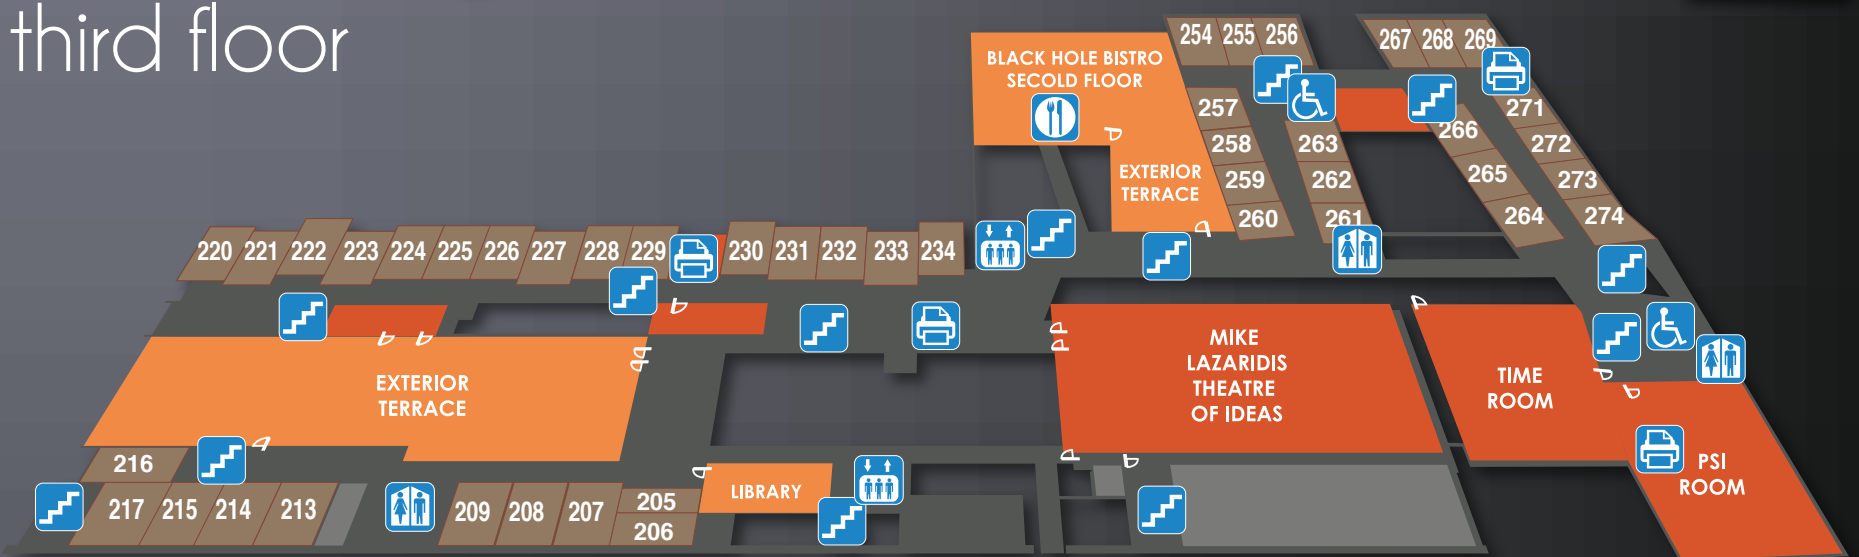 third floor
254 255 256
267 268 269
BLACK HOLE BISTRO
SECOLD FLOOR
257
258
259
260
263
262
261
266
265
264
271
272
273
274
EXTERIOR
TERRACE
220 221 222 223 224 225 226 227 228 229 230 231 232 233 234
EXTERIOR
TERRACE
MIKE
LAZARIDIS
THEATRE
OF IDEAS
TIME
ROOM
PSI
ROOM
216
217 215 214 213
209 208 207
205
206
LIBRARY